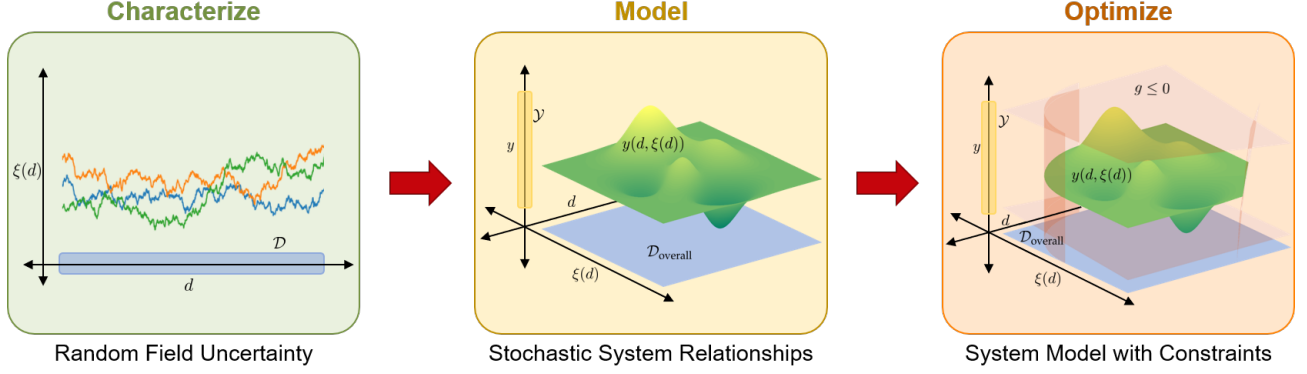 Characterize
ξ(d)
𝒟
d
Random Field Uncertainty
Model
𝒴
y
y(d, ξ(d))
d
𝒟overall
ξ(d)
Stochastic System Relationships
Optimize
g ≤ 0
𝒴
y
y(d, ξ(d))
d
𝒟overall
ξ(d)
System Model with Constraints